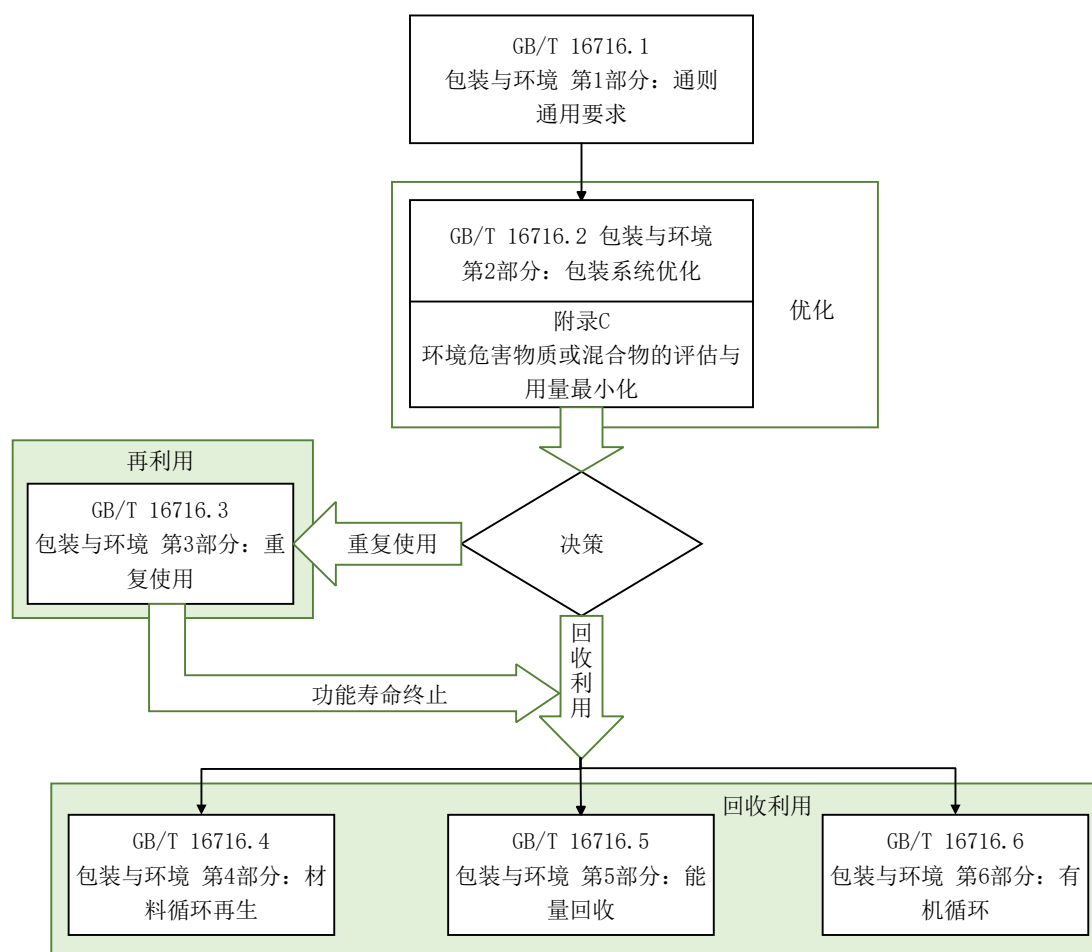 GB/T 16716.1
包装与环境 第1部分：通则
通用要求
GB/T 16716.2 包装与环境
第2部分：包装系统优化
附录C
环境危害物质或混合物的评估与
用量最小化
优化
再利用
GB/T 16716.3
包装与环境 第3部分：重
复使用
重复使用
决策
回
收
利
用
功能寿命终止
回收利用
GB/T 16716.4
包装与环境 第4部分：材
料循环再生
GB/T 16716.5
包装与环境 第5部分：能
量回收
GB/T 16716.6
包装与环境 第6部分：有
机循环